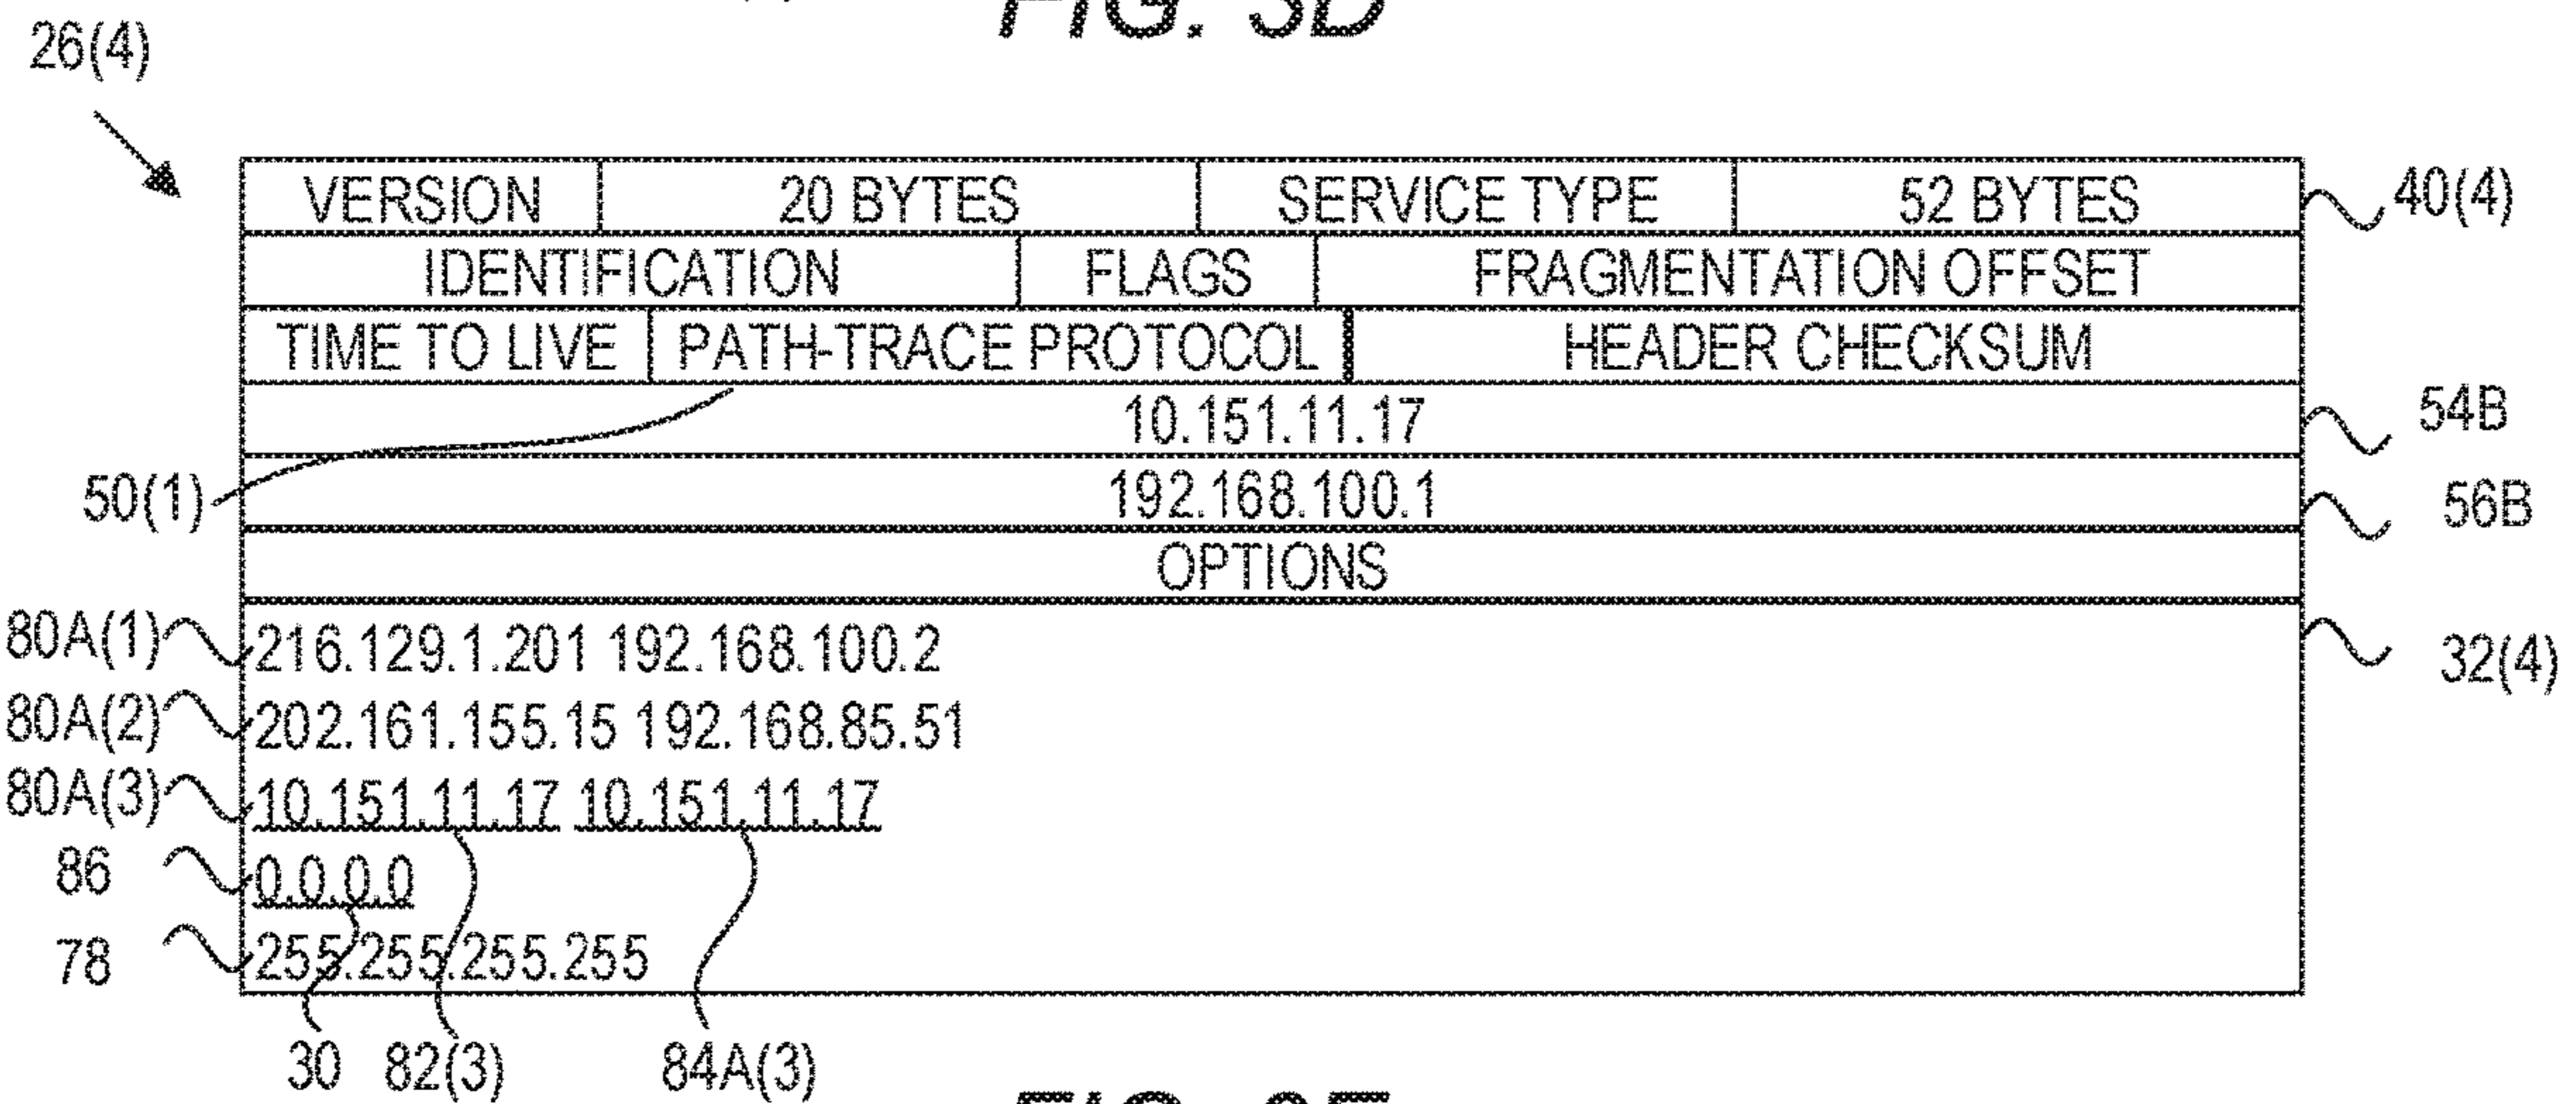 FIG. 3D
26(4)
VERSION 20 BYTES SERVICE TYPE 52 BYTES 40(4)
IDENTIFICATION FLAGS FRAGMENTATION OFFSET
TIME TO LIVE PATH-TRACE PROTOCOL HEADER CHECKSUM
10.151.11.17 54B
50(1) 192.168.100.1 56B
OPTIONS
80A(1) 216.129.1.201 192.168.100.2 32(4)
80A(2) 202.161.155.15 192.168.85.51
80A(3) 10.151.11.17 10.151.11.17
86 0.0.0.0
78 255.255.255.255
30 82(3) 84A(3)